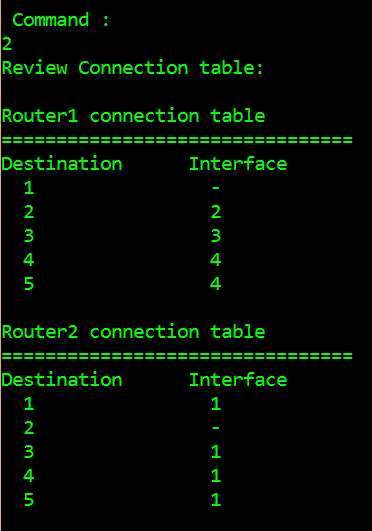 Command :
2
Review Connection table:
Router1 connection table
================================
Destination Interface
1 -
2 2
3 3
4 4
5 4
Router2 connection table
================================
Destination Interface
1 1
2 -
3 1
4 1
5 1